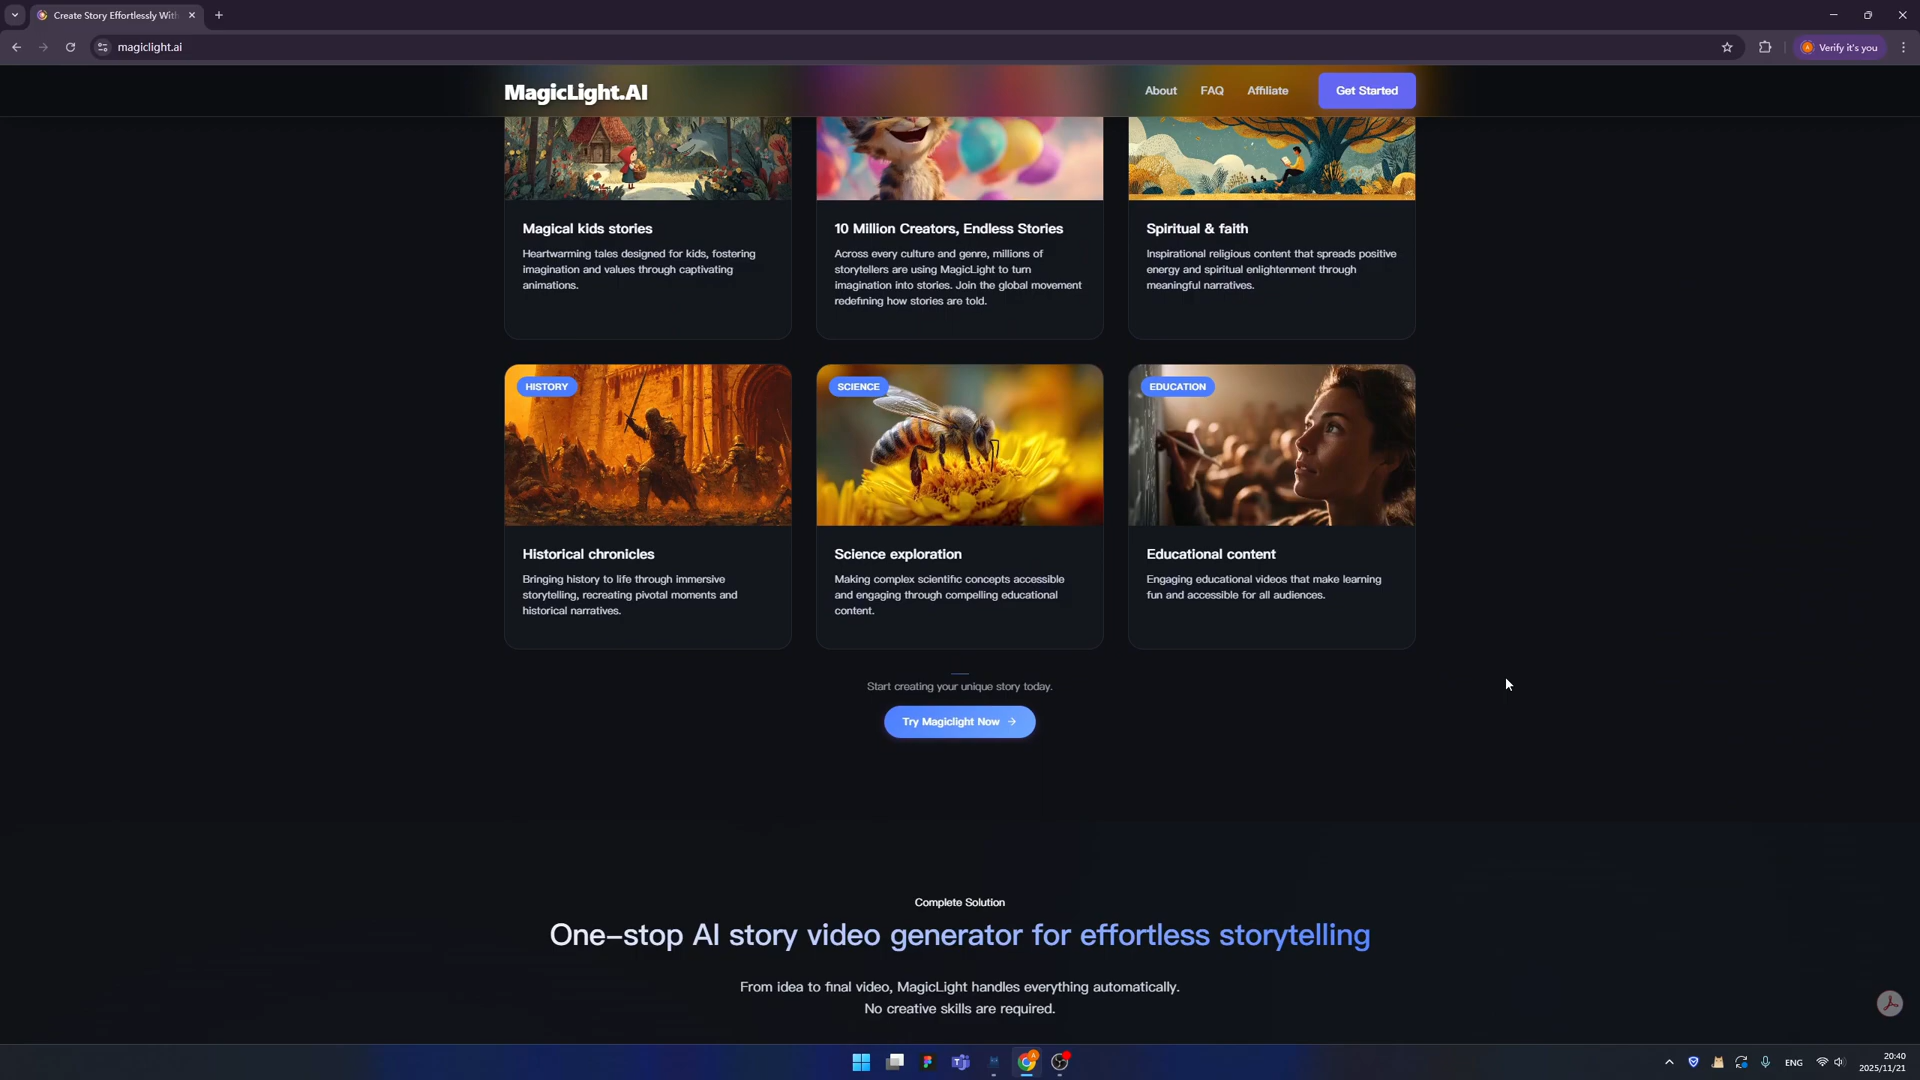 Create Story Effortlessly With
magiclight.ai
Verify it's you
MagicLight.AI
About
FAQ
Affiliate
Get Started
Magical kids stories
Heartwarming tales designed for kids, fostering
imagination and values through captivating
animations.
10 Million Creators, Endless Stories
Across every culture and genre, millions of
storytellers are using MagicLight to turn
imagination into stories. Join the global movement
redefining how stories are told.
Spiritual & faith
Inspirational religious content that spreads positive
energy and spiritual enlightenment through
meaningful narratives.
HISTORY
Historical chronicles
Bringing history to life through immersive
storytelling, recreating pivotal moments and
historical narratives.
SCIENCE
Science exploration
Making complex scientific concepts accessible
and engaging through compelling educational
content.
EDUCATION
Educational content
Engaging educational videos that make learning
fun and accessible for all audiences.
Start creating your unique story today.
Try Magiclight Now →
Complete Solution
One-stop AI story video generator for effortless storytelling
From idea to final video, MagicLight handles everything automatically.
No creative skills are required.
ENG
20:40
2025/11/21